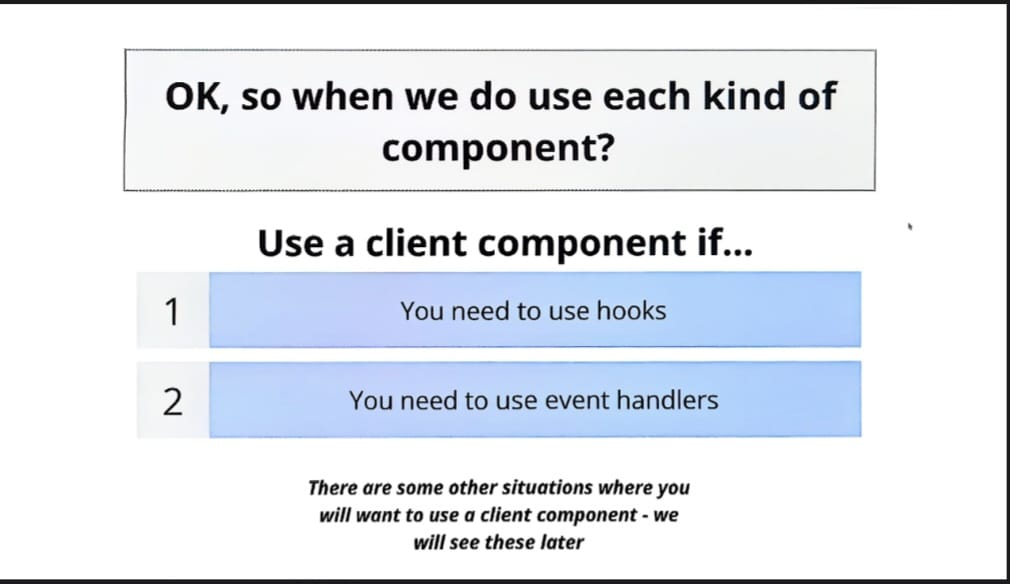 OK, so when we do use each kind of
component?
Use a client component if...
1
You need to use hooks
2
You need to use event handlers
There are some other situations where you
will want to use a client component - we
will see these later